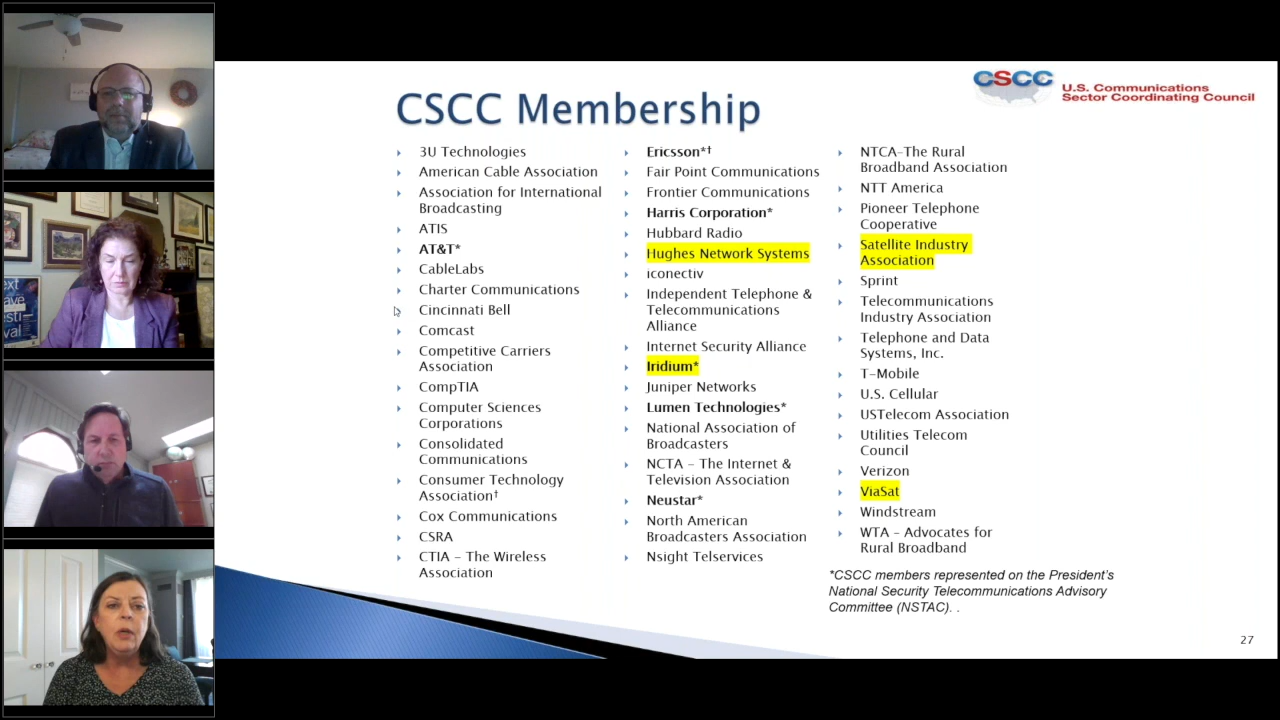 CSCC Membership
CSCC
U.S. Communications
Sector Coordinating Council
3U Technologies
American Cable Association
Association for International
Broadcasting
ATIS
AT&T*
CableLabs
Charter Communications
Cincinnati Bell
Comcast
Competitive Carriers
Association
CompTIA
Computer Sciences
Corporations
Consolidated
Communications
Consumer Technology
Association†
Cox Communications
CSRA
CTIA – The Wireless
Association
Ericsson*†
Fair Point Communications
Frontier Communications
Harris Corporation*
Hubbard Radio
Hughes Network Systems
iconectiv
Independent Telephone &
Telecommunications
Alliance
Internet Security Alliance
Iridium*
Juniper Networks
Lumen Technologies*
National Association of
Broadcasters
NCTA – The Internet &
Television Association
Neustar*
North American
Broadcasters Association
Nsight Telservices
NTCA–The Rural
Broadband Association
NTT America
Pioneer Telephone
Cooperative
Satellite Industry
Association
Sprint
Telecommunications
Industry Association
Telephone and Data
Systems, Inc.
T–Mobile
U.S. Cellular
USTelecom Association
Utilities Telecom
Council
Verizon
ViaSat
Windstream
WTA – Advocates for
Rural Broadband
*CSCC members represented on the President's
National Security Telecommunications Advisory
Committee (NSTAC). .
27